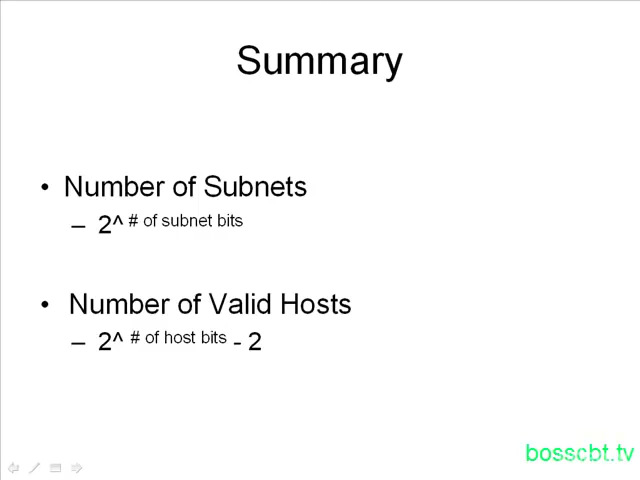 Summary
• Number of Subnets
– 2^ # of subnet bits
• Number of Valid Hosts
– 2^ # of host bits - 2
bosscbt.tv